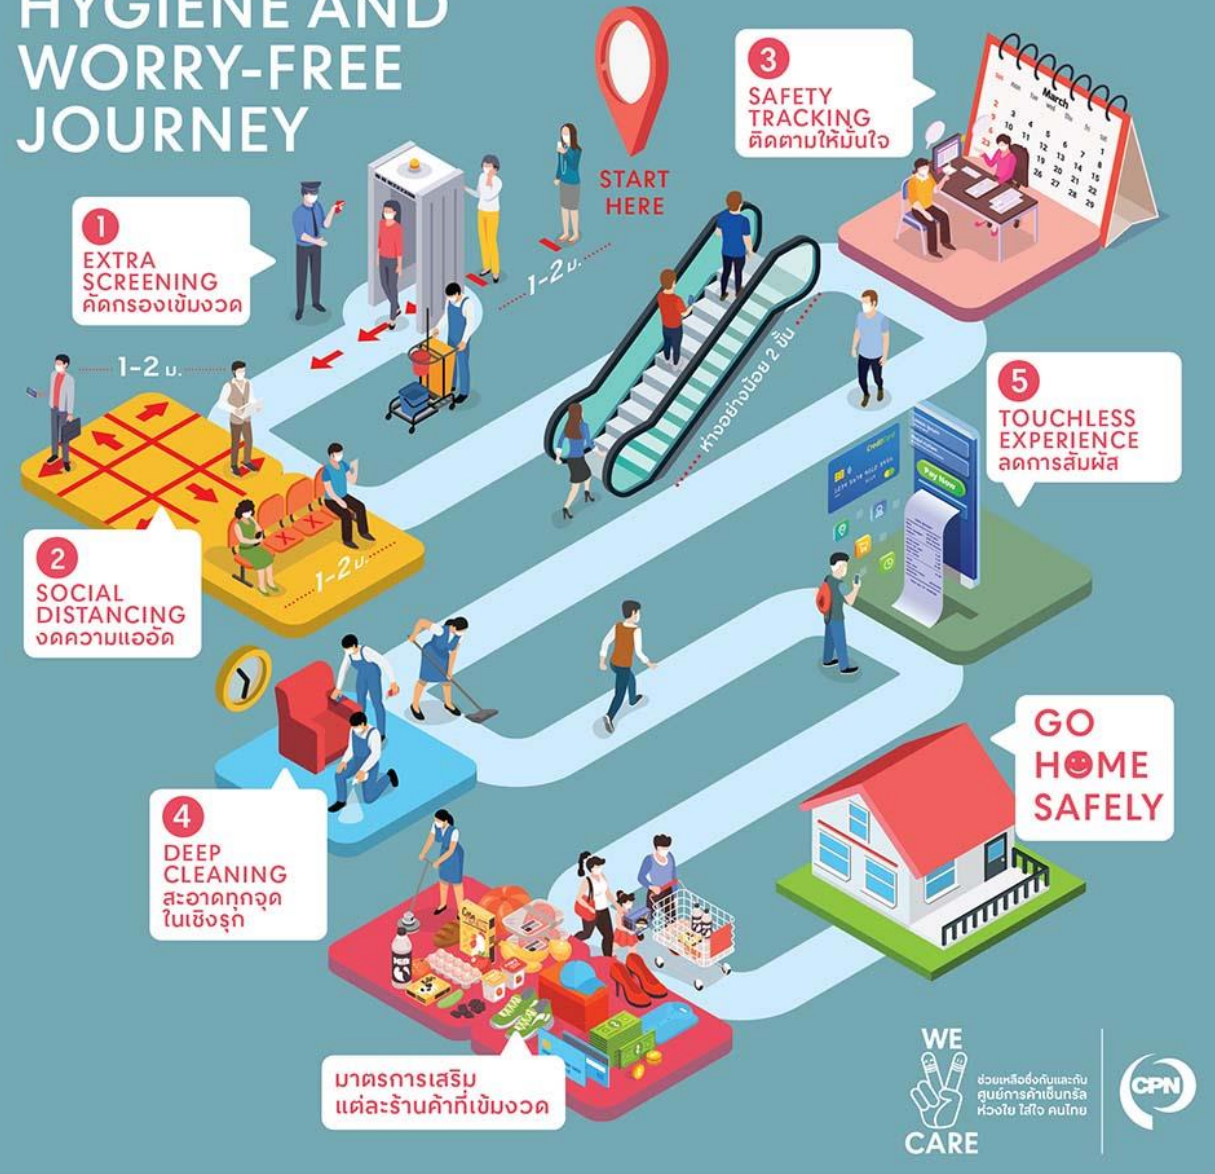 HYGIENE AND
WORRY-FREE
JOURNEY
START
HERE
1
EXTRA
SCREENING
คัดกรองเข้มงวด
1-2 ม.
1-2 ม.
2
SOCIAL
DISTANCING
งดความแออัด
1-2 ม.
ห่างอย่างน้อย 2 ขั้น
3
SAFETY
TRACKING
ติดตามให้มั่นใจ
March
4
DEEP
CLEANING
สะอาดทุกจุด
ในเชิงรุก
5
TOUCHLESS
EXPERIENCE
ลดการสัมผัส
Pay Now
มาตรการเสริม
แต่ละร้านค้าที่เข้มงวด
GO
HOME
SAFELY
WE
CARE
ช่วยเหลือซึ่งกันและกัน
ศูนย์การค้าเซ็นทรัล
ห่วงใย ใส่ใจ คนไทย
CPN